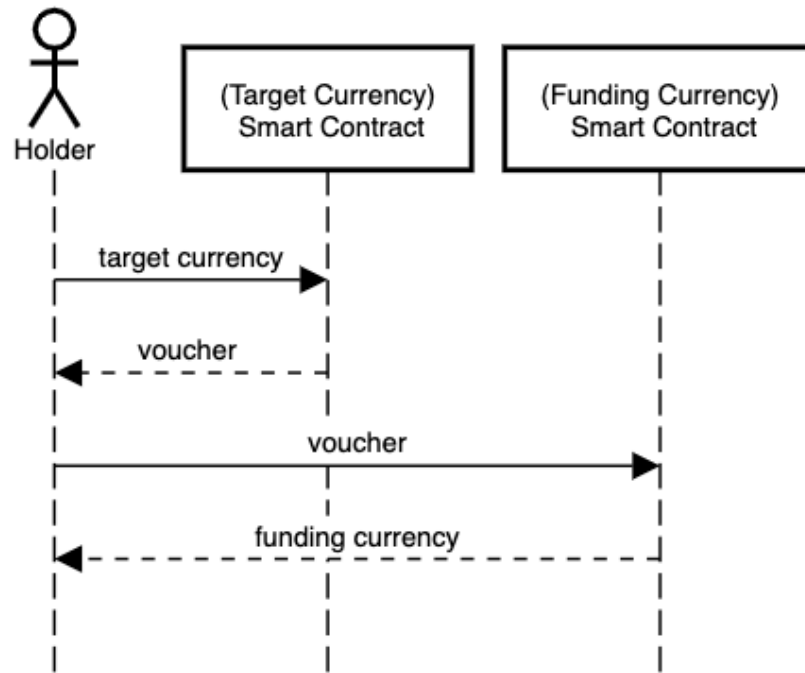 (Target Currency)
Smart Contract
(Funding Currency)
Smart Contract
Holder
target currency
voucher
voucher
funding currency